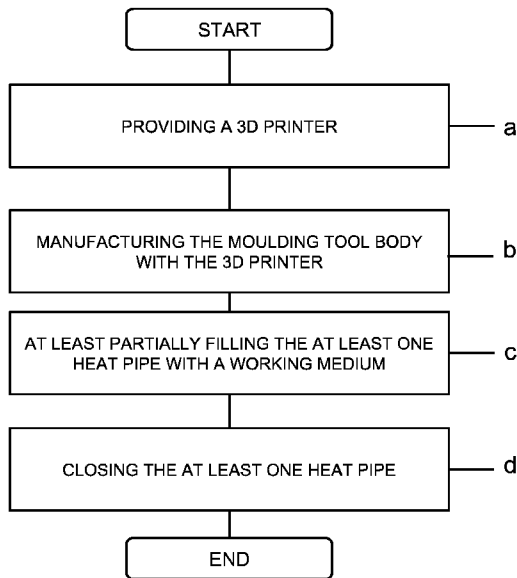 START
PROVIDING A 3D PRINTER
a
MANUFACTURING THE MOULDING TOOL BODY
WITH THE 3D PRINTER
b
AT LEAST PARTIALLY FILLING THE AT LEAST ONE
HEAT PIPE WITH A WORKING MEDIUM
c
CLOSING THE AT LEAST ONE HEAT PIPE
d
END